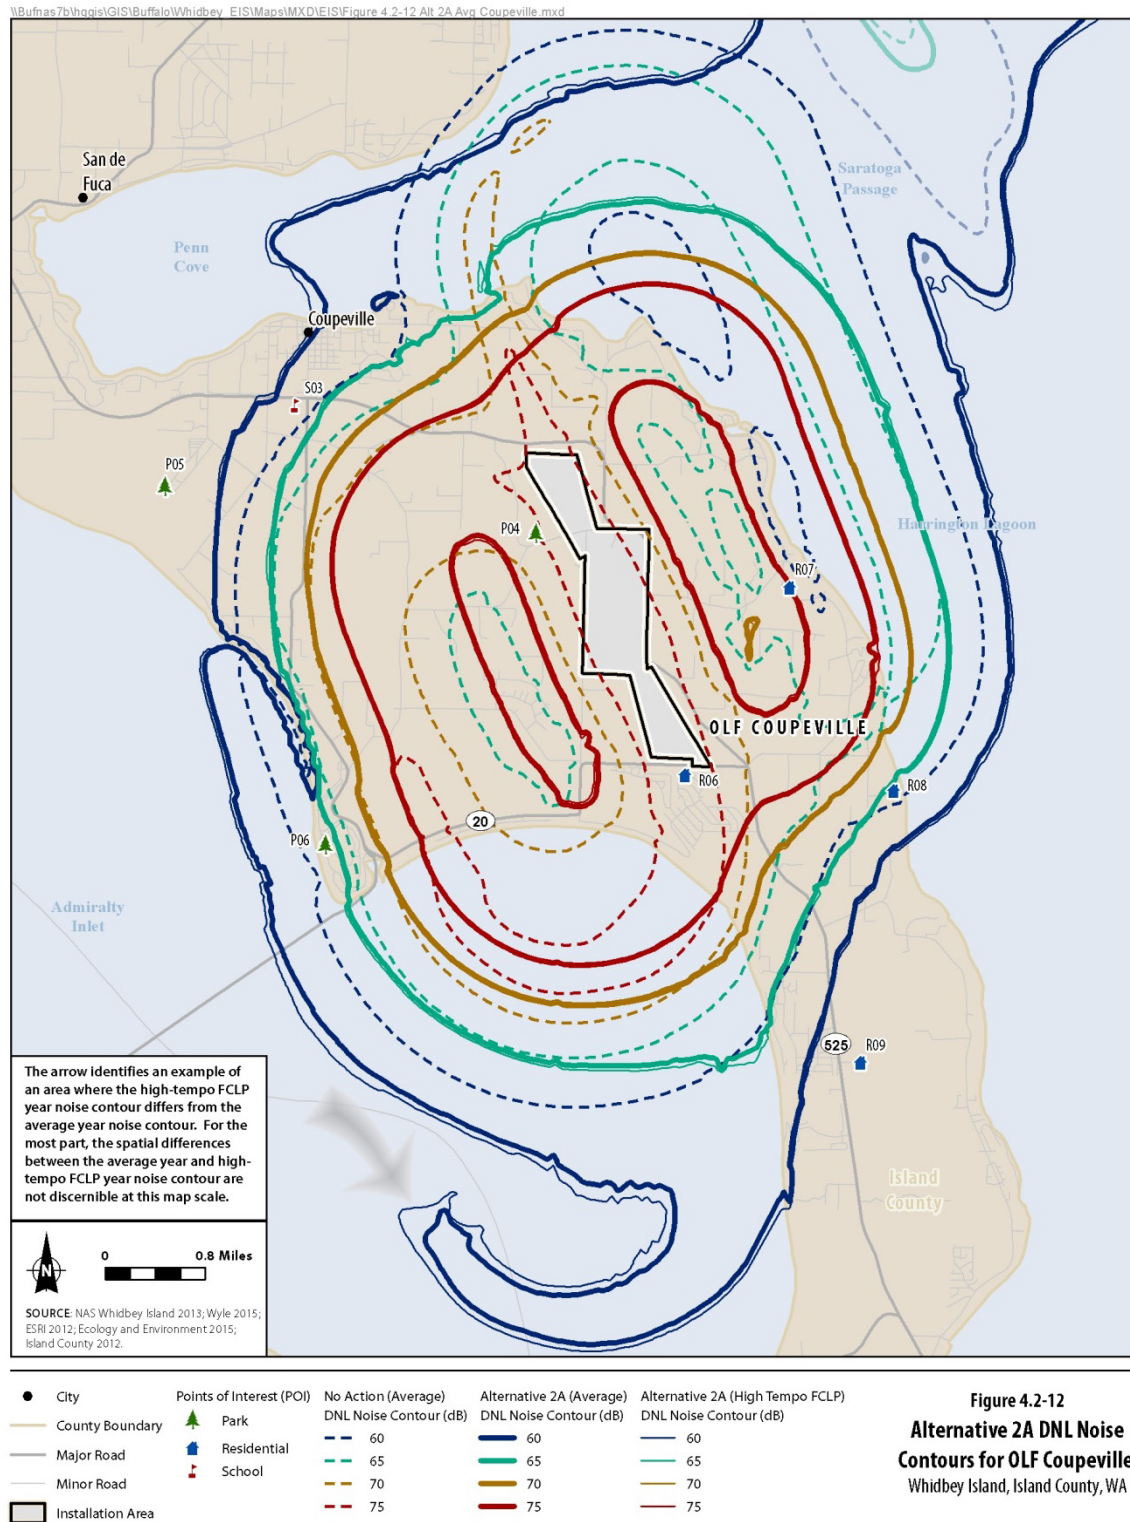 \\Bufnas7b\hqgis\GIS\Buffalo\Whidbey_EIS\Maps\MXD\EIS\Figure 4.2-12 Alt 2A Avg Coupeville.mxd
San de
Fuca
Saratoga
Passage
Penn
Cove
Coupeville
S03
P05
P04
Harrington Lagoon
R07
OLF COUPEVILLE
R06
R08
20
P06
Admiralty
Inlet
525
R09
Island
County
The arrow identifies an example of
an area where the high-tempo FCLP
year noise contour differs from the
average year noise contour. For the
most part, the spatial differences
between the average year and high-
tempo FCLP year noise contour are
not discernible at this map scale.
N
0 0.8 Miles
SOURCE: NAS Whidbey Island 2013; Wyle 2015;
ESRI 2012; Ecology and Environment 2015;
Island County 2012.
City
County Boundary
Major Road
Minor Road
Installation Area
Points of Interest (POI)
Park
Residential
School
No Action (Average)
DNL Noise Contour (dB)
60
65
70
75
Alternative 2A (Average)
DNL Noise Contour (dB)
60
65
70
75
Alternative 2A (High Tempo FCLP)
DNL Noise Contour (dB)
60
65
70
75
Figure 4.2-12
Alternative 2A DNL Noise
Contours for OLF Coupeville
Whidbey Island, Island County, WA